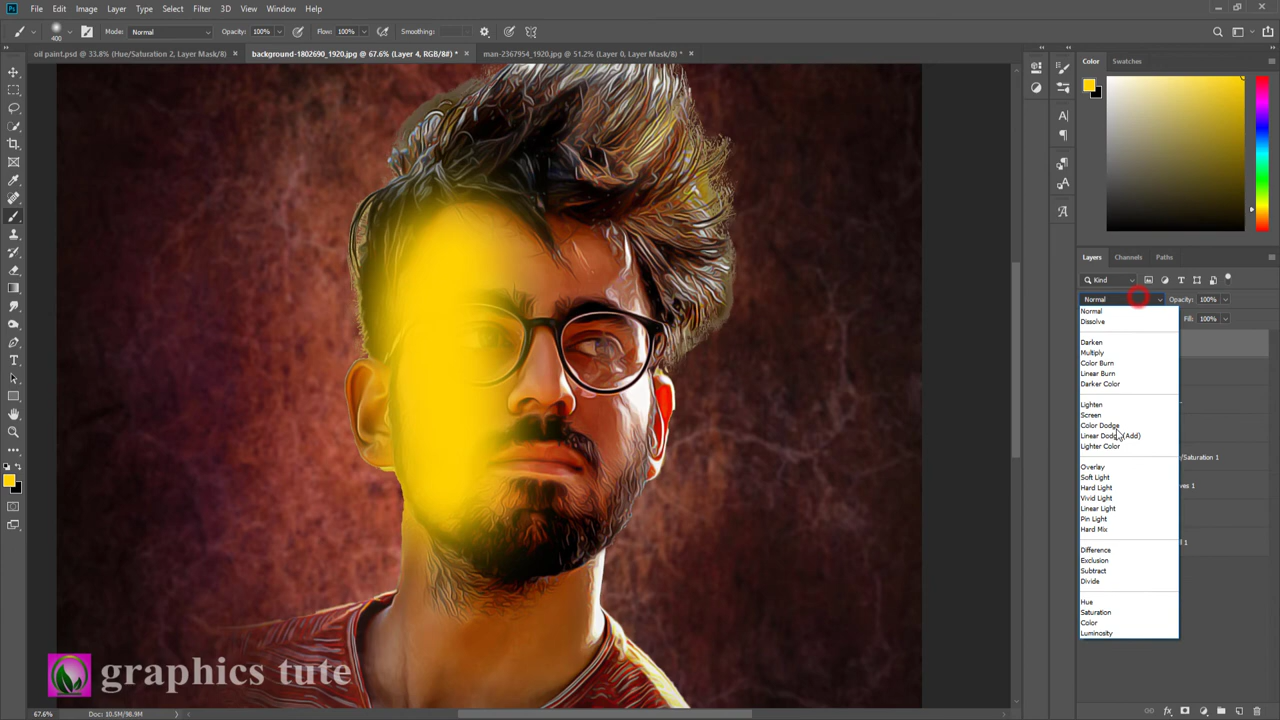 Ps File Edit Image Layer Type Select Filter 3D View Window Help
400 Mode: Normal Opacity: 100% Flow: 100% Smoothing:
oil paint.psd @ 33.8% (Hue/Saturation 2, Layer Mask/8) × background-1802690_1920.jpg @ 67.6% (Layer 4, RGB/8#) * × man-2367954_1920.jpg @ 51.2% (Layer 0, Layer Mask/8) * ×
Color Swatches
Layers Channels Paths
Kind
Normal Opacity: 100%
Fill: 100%
Normal
Dissolve
Darken
Multiply
Color Burn
Linear Burn
Darker Color
Lighten
Screen
Color Dodge
Linear Dodge (Add)
Lighter Color
Overlay
/Saturation 1
Soft Light
Hard Light
ves 1
Vivid Light
Linear Light
Pin Light
Hard Mix
1
Difference
Exclusion
Subtract
Divide
Hue
Saturation
Color
Luminosity
graphics tute
67.6% Doc: 10.5M/98.9M